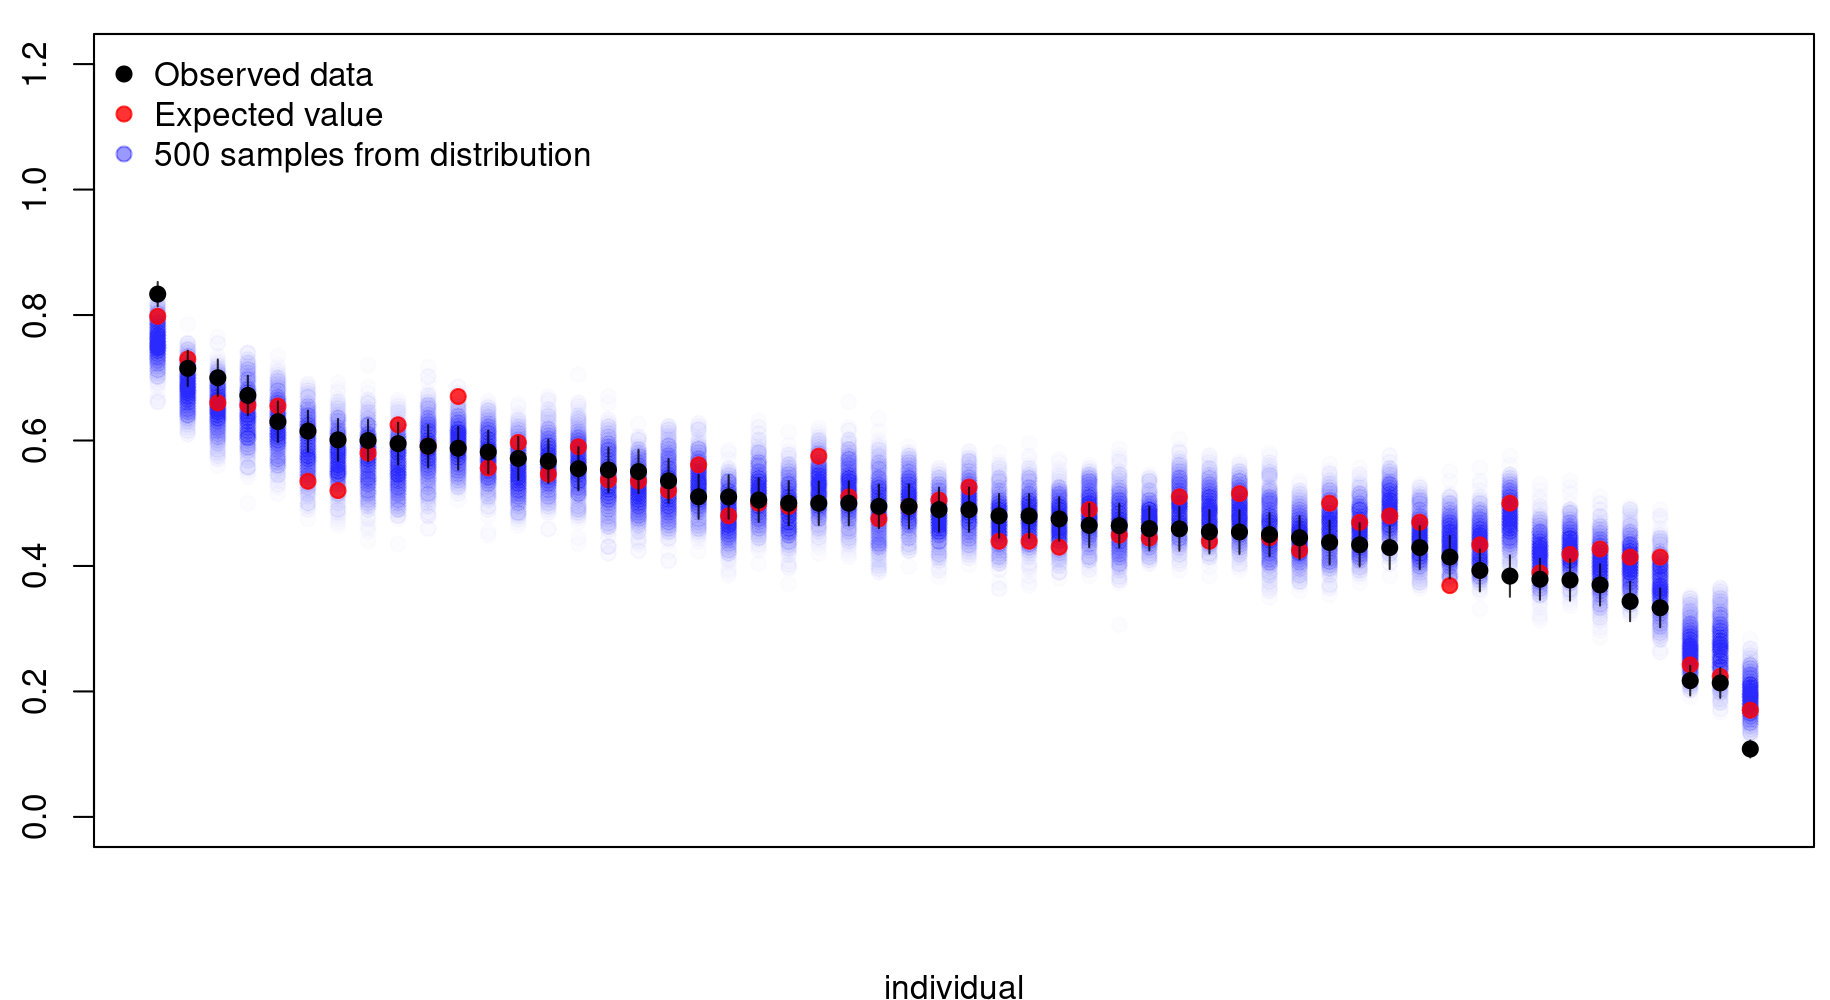 Observed data
Expected value
500 samples from distribution
1.2
1.0
0.8
0.6
0.4
0.2
0.0
individual